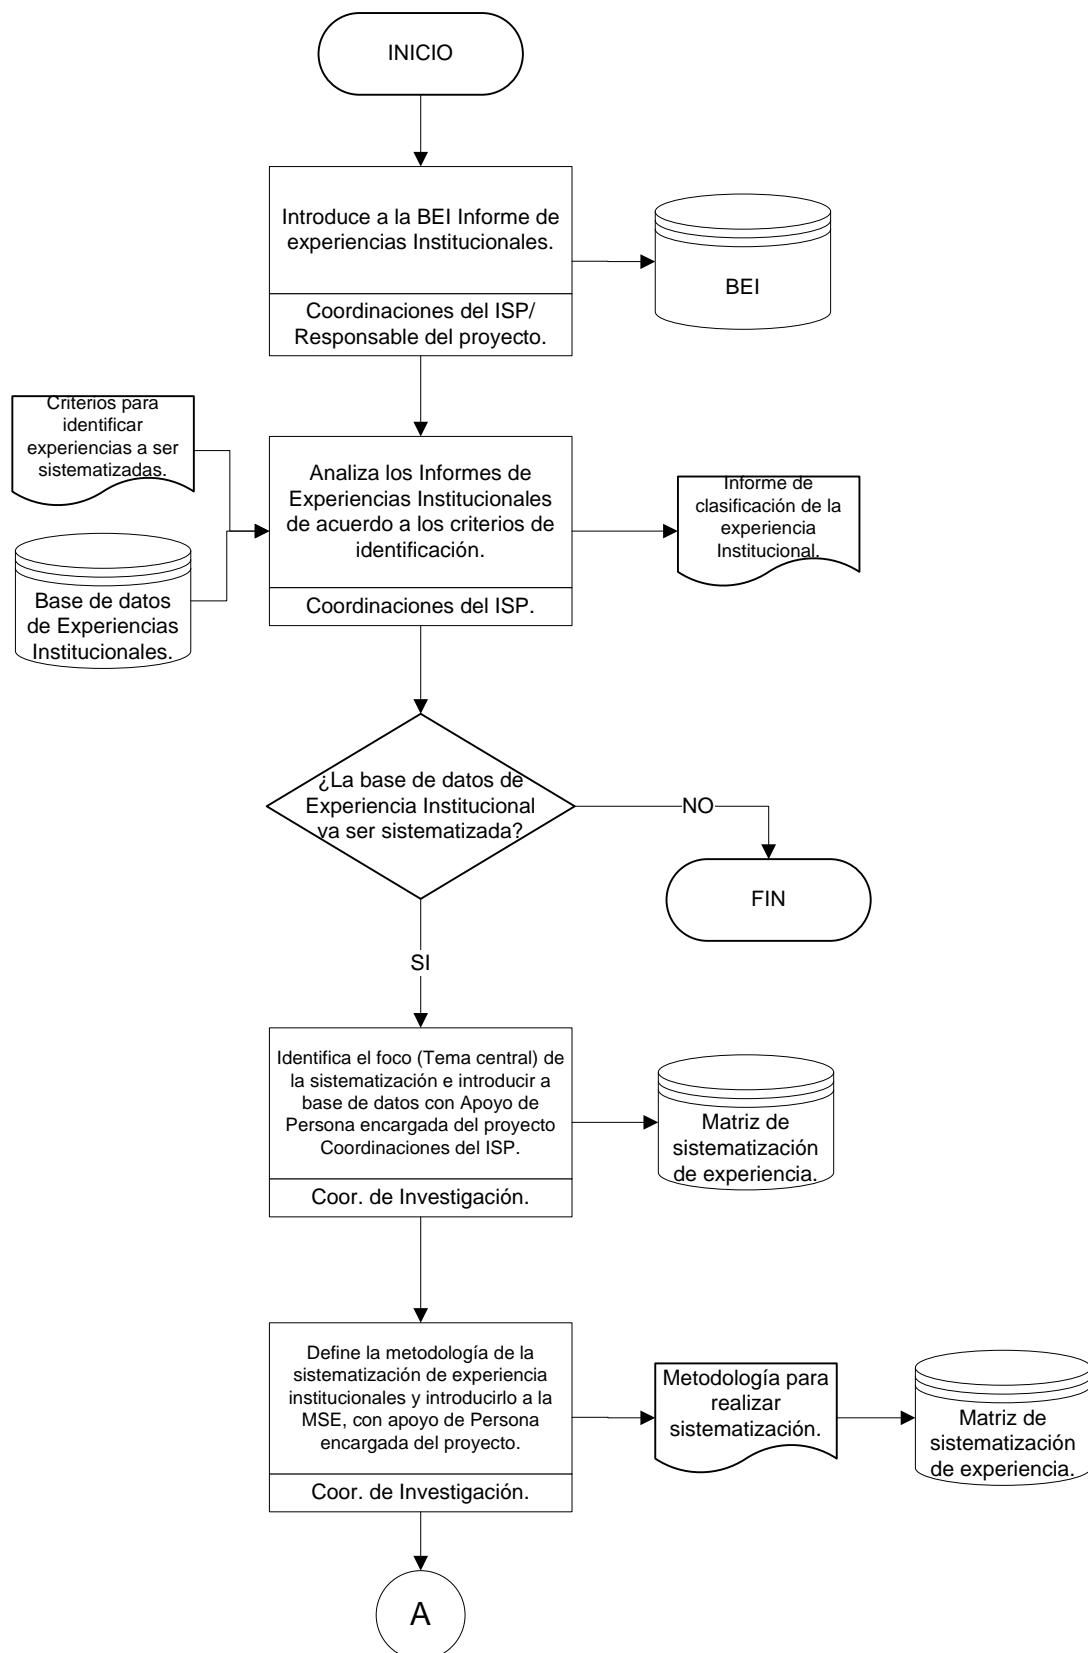 INICIO
Introduce a la BEI Informe de
experiencias Institucionales.
Coordinaciones del ISP/
Responsable del proyecto.
BEI
Criterios para
identificar
experiencias a ser
sistematizadas.
Base de datos
de Experiencias
Institucionales.
Analiza los Informes de
Experiencias Institucionales
de acuerdo a los criterios de
identificación.
Coordinaciones del ISP.
Informe de
clasificación de la
experiencia
Institucional.
¿La base de datos de
Experiencia Institucional
va ser sistematizada?
NO
FIN
SI
Identifica el foco (Tema central) de
la sistematización e introducir a
base de datos con Apoyo de
Persona encargada del proyecto
Coordinaciones del ISP.
Coor. de Investigación.
Matriz de
sistematización
de experiencia.
Define la metodología de la
sistematización de experiencia
institucionales y introducirlo a la
MSE, con apoyo de Persona
encargada del proyecto.
Coor. de Investigación.
Metodología para
realizar
sistematización.
Matriz de
sistematización
de experiencia.
A